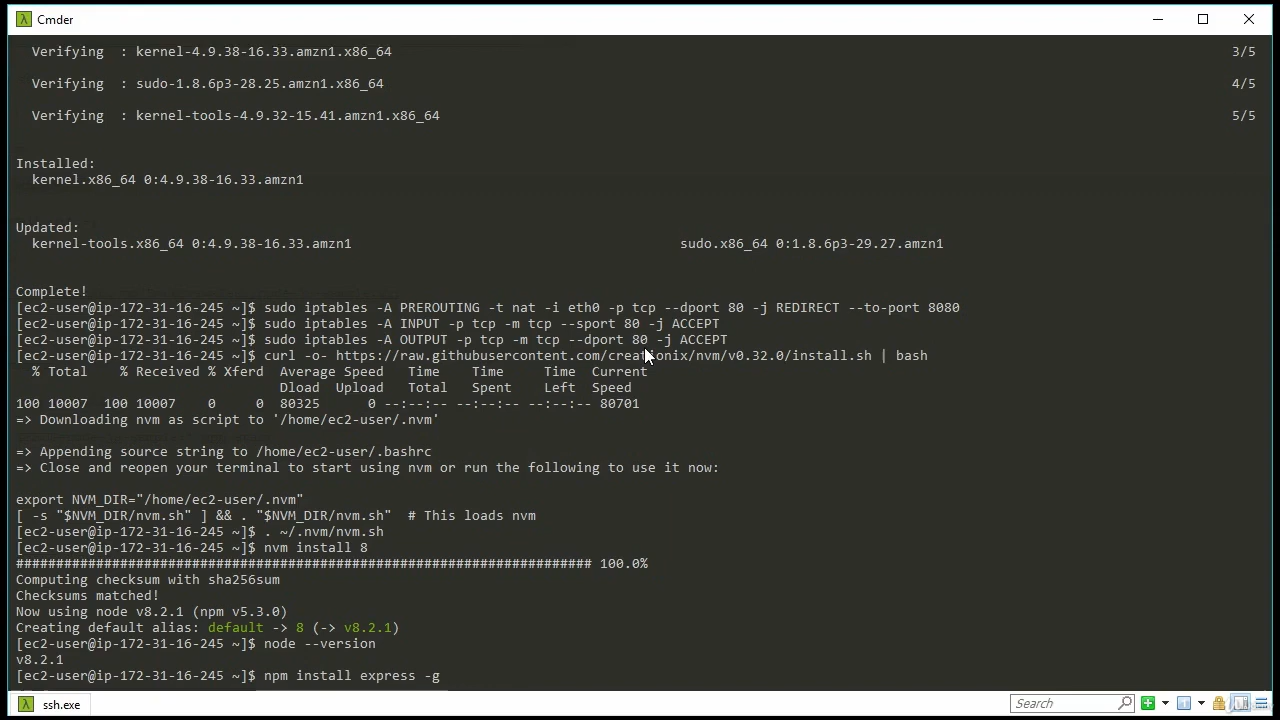 Cmder
Verifying : kernel-4.9.38-16.33.amzn1.x86_64 3/5
Verifying : sudo-1.8.6p3-28.25.amzn1.x86_64 4/5
Verifying : kernel-tools-4.9.32-15.41.amzn1.x86_64 5/5
Installed:
kernel.x86_64 0:4.9.38-16.33.amzn1
Updated:
kernel-tools.x86_64 0:4.9.38-16.33.amzn1 sudo.x86_64 0:1.8.6p3-29.27.amzn1
Complete!
[ec2-user@ip-172-31-16-245 ~]$ sudo iptables -A PREROUTING -t nat -i eth0 -p tcp --dport 80 -j REDIRECT --to-port 8080
[ec2-user@ip-172-31-16-245 ~]$ sudo iptables -A INPUT -p tcp -m tcp --sport 80 -j ACCEPT
[ec2-user@ip-172-31-16-245 ~]$ sudo iptables -A OUTPUT -p tcp -m tcp --dport 80 -j ACCEPT
[ec2-user@ip-172-31-16-245 ~]$ curl -o- https://raw.githubusercontent.com/creationix/nvm/v0.32.0/install.sh | bash
% Total % Received % Xferd Average Speed Time Time Time Current
Dload Upload Total Spent Left Speed
100 10007 100 10007 0 0 80325 0 --:--:-- --:--:-- --:--:-- 80701
=> Downloading nvm as script to '/home/ec2-user/.nvm'
=> Appending source string to /home/ec2-user/.bashrc
=> Close and reopen your terminal to start using nvm or run the following to use it now:
export NVM_DIR="/home/ec2-user/.nvm"
[ -s "$NVM_DIR/nvm.sh" ] && . "$NVM_DIR/nvm.sh" # This loads nvm
[ec2-user@ip-172-31-16-245 ~]$ . ~/.nvm/nvm.sh
[ec2-user@ip-172-31-16-245 ~]$ nvm install 8
######################################################################## 100.0%
Computing checksum with sha256sum
Checksums matched!
Now using node v8.2.1 (npm v5.3.0)
Creating default alias: default -> 8 (-> v8.2.1)
[ec2-user@ip-172-31-16-245 ~]$ node --version
v8.2.1
[ec2-user@ip-172-31-16-245 ~]$ npm install express -g
ssh.exe Search